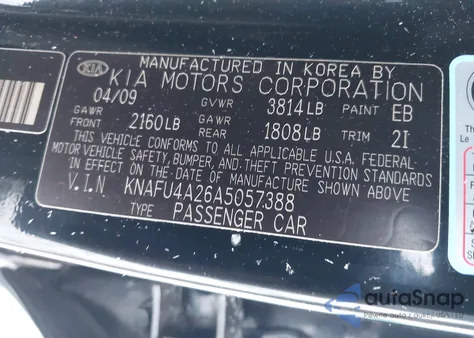 MANUFACTURED IN KOREA BY
KIA KIA MOTORS CORPORATION
04/09 GVWR 3814LB PAINT EB
GAWR FRONT 2160LB GAWR REAR 1808LB TRIM 2I
THIS VEHICLE CONFORMS TO ALL APPLICABLE U.S.A. FEDERAL
MOTOR VEHICLE SAFETY, BUMPER, AND THEFT PREVENTION STANDARDS
IN EFFECT ON THE DATE OF MANUFACTURE SHOWN ABOVE
V.I.N KNAFU4A26A5057388
TYPE: PASSENGER CAR
auraSnap